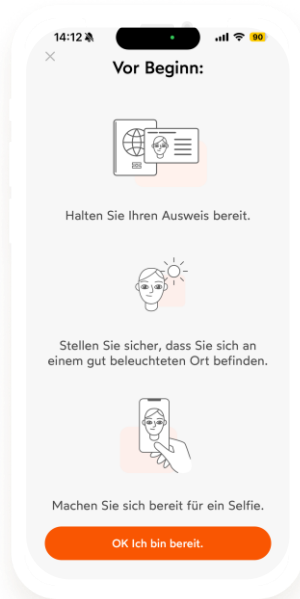 14:12
90
Vor Beginn:
Halten Sie Ihren Ausweis bereit.
Stellen Sie sicher, dass Sie sich an
einem gut beleuchteten Ort befinden.
Machen Sie sich bereit für ein Selfie.
OK Ich bin bereit.